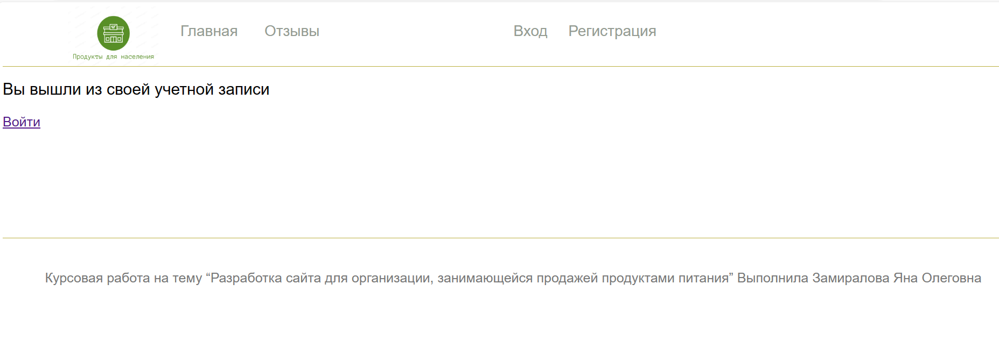 Главная Отзывы Вход Регистрация
Продукты для населения
Вы вышли из своей учетной записи
Войти
Курсовая работа на тему “Разработка сайта для организации, занимающейся продажей продуктами питания” Выполнила Замиралова Яна Олеговна